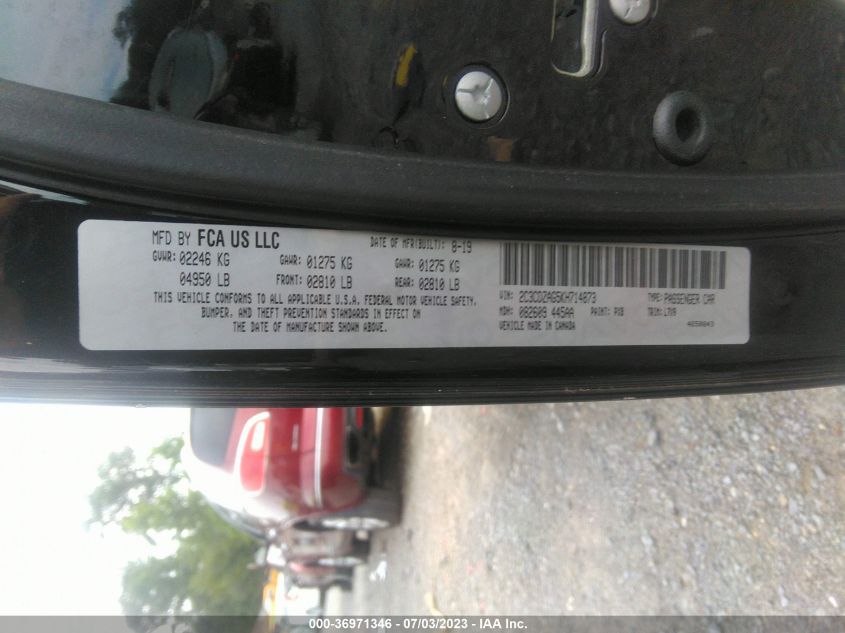 MFD BY FCA US LLC
DATE OF MFR(BUILT): 8-19
GVWR: 02246 KG GAWR: 01275 KG GAWR: 01275 KG
04950 LB FRONT: 02810 LB REAR: 02810 LB
THIS VEHICLE CONFORMS TO ALL APPLICABLE U.S.A. FEDERAL MOTOR VEHICLE SAFETY,
BUMPER, AND THEFT PREVENTION STANDARDS IN EFFECT ON
THE DATE OF MANUFACTURE SHOWN ABOVE.
VIN: 2C3CDZAG5KH714873 TYPE: PASSENGER CAR
MDH: 082609 445AA PAINT: PX8 TRIM: L7X9
VEHICLE MADE IN CANADA
000-36971346 - 07/03/2023 - IAA Inc.